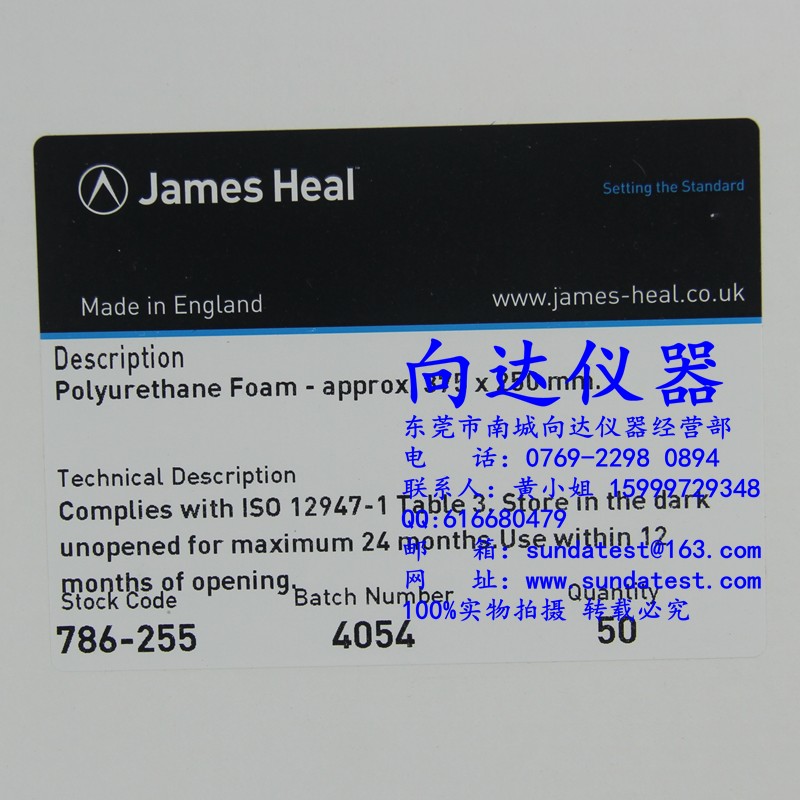 James Heal™
Setting the Standard
Made in England
www.james-heal.co.uk
Description
Polyurethane Foam - approx 375 x 250 mm.
Technical Description
Complies with ISO 12947-1 Table 3. Store in the dark
unopened for maximum 24 months. Use within 12
months of opening.
Stock Code
Batch Number
Quantity
786-255
4054
50
向达仪器
东莞市南城向达仪器经营部
电 话: 0769-2298 0894
联系人: 黄小姐 15999729348
QQ:616680479
邮 箱: sundatest@163.com
网 址: www.sundatest.com
100%实物拍摄 转载必究